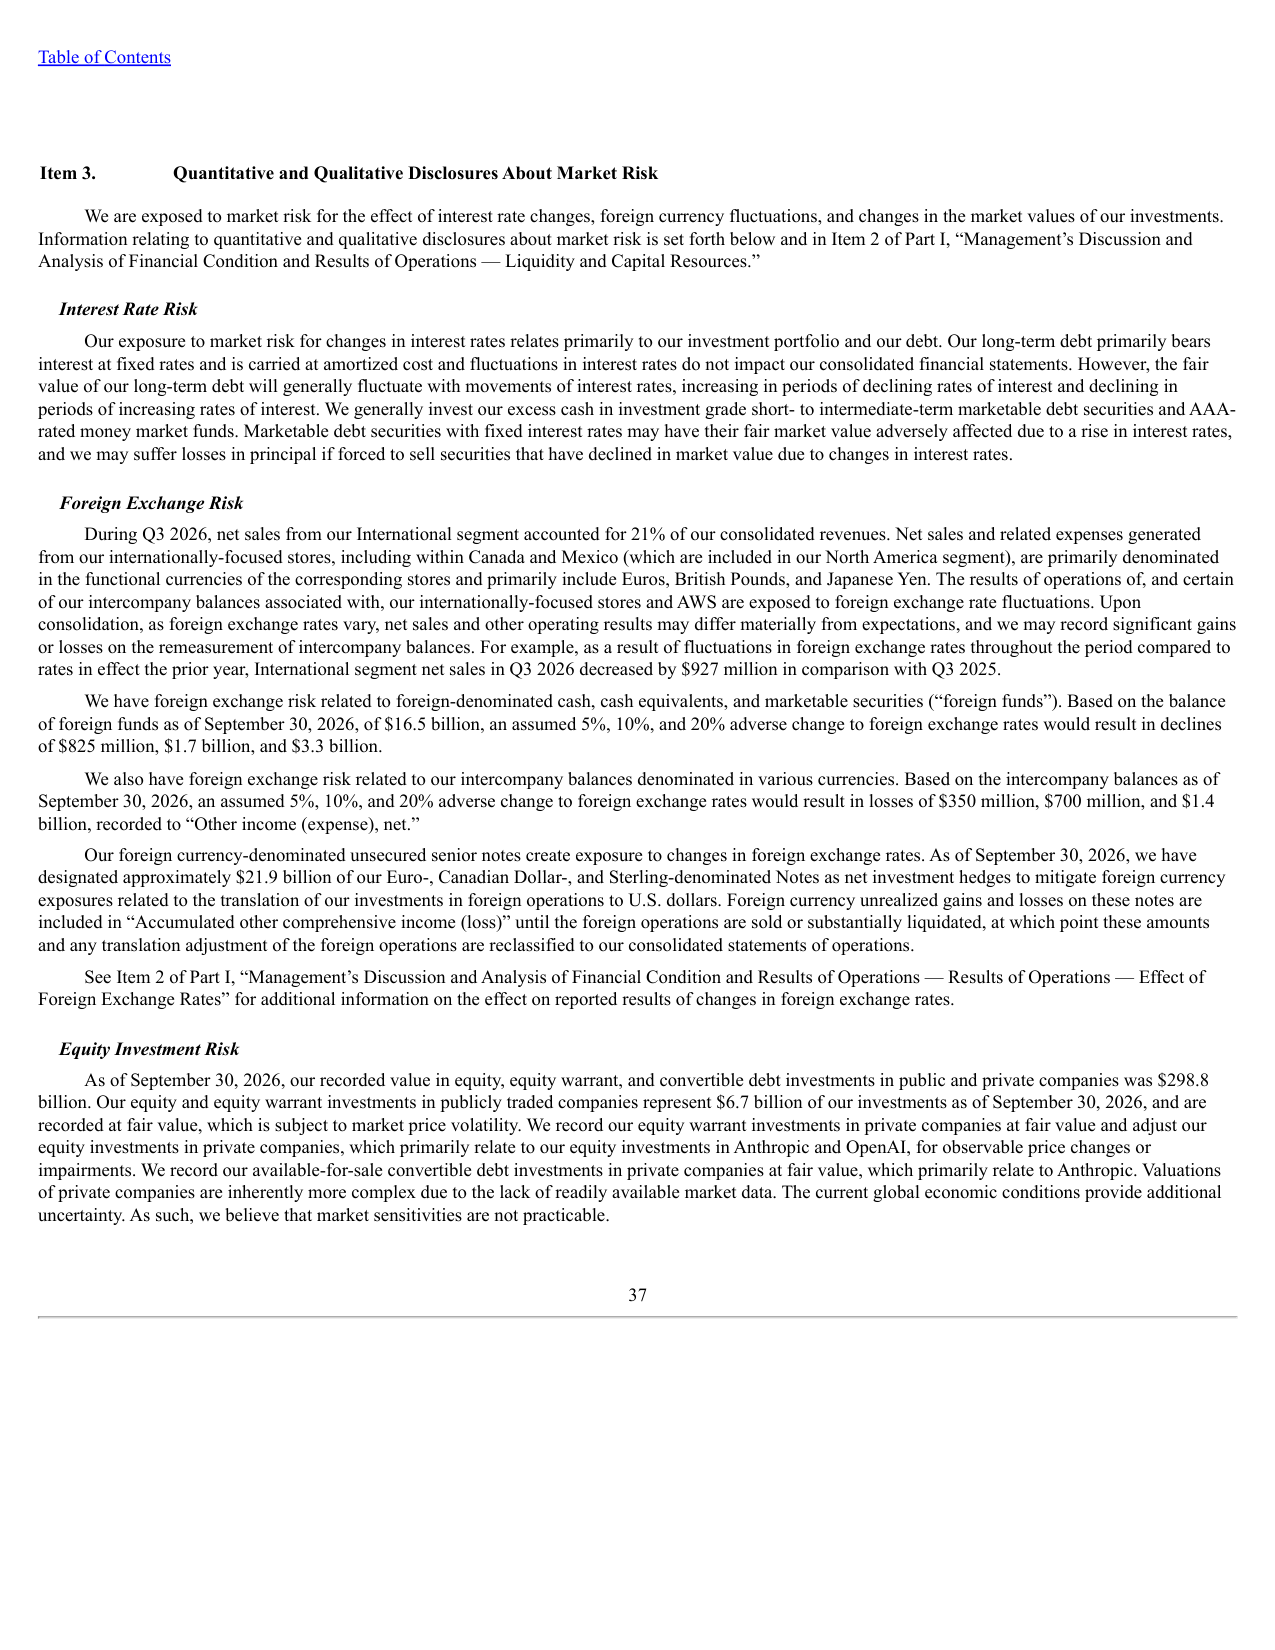 Table of Contents
Item 3. Quantitative and Qualitative Disclosures About Market Risk
We are exposed to market risk for the effect of interest rate changes, foreign currency fluctuations, and changes in the market values of our investments.
Information relating to quantitative and qualitative disclosures about market risk is set forth below and in Item 2 of Part I, “Management’s Discussion and
Analysis of Financial Condition and Results of Operations — Liquidity and Capital Resources.”
Interest Rate Risk
Our exposure to market risk for changes in interest rates relates primarily to our investment portfolio and our debt. Our long-term debt primarily bears
interest at fixed rates and is carried at amortized cost and fluctuations in interest rates do not impact our consolidated financial statements. However, the fair
value of our long-term debt will generally fluctuate with movements of interest rates, increasing in periods of declining rates of interest and declining in
periods of increasing rates of interest. We generally invest our excess cash in investment grade short- to intermediate-term marketable debt securities and AAA-
rated money market funds. Marketable debt securities with fixed interest rates may have their fair market value adversely affected due to a rise in interest rates,
and we may suffer losses in principal if forced to sell securities that have declined in market value due to changes in interest rates.
Foreign Exchange Risk
During Q3 2026, net sales from our International segment accounted for 21% of our consolidated revenues. Net sales and related expenses generated
from our internationally-focused stores, including within Canada and Mexico (which are included in our North America segment), are primarily denominated
in the functional currencies of the corresponding stores and primarily include Euros, British Pounds, and Japanese Yen. The results of operations of, and certain
of our intercompany balances associated with, our internationally-focused stores and AWS are exposed to foreign exchange rate fluctuations. Upon
consolidation, as foreign exchange rates vary, net sales and other operating results may differ materially from expectations, and we may record significant gains
or losses on the remeasurement of intercompany balances. For example, as a result of fluctuations in foreign exchange rates throughout the period compared to
rates in effect the prior year, International segment net sales in Q3 2026 decreased by $927 million in comparison with Q3 2025.
We have foreign exchange risk related to foreign-denominated cash, cash equivalents, and marketable securities (“foreign funds”). Based on the balance
of foreign funds as of September 30, 2026, of $16.5 billion, an assumed 5%, 10%, and 20% adverse change to foreign exchange rates would result in declines
of $825 million, $1.7 billion, and $3.3 billion.
We also have foreign exchange risk related to our intercompany balances denominated in various currencies. Based on the intercompany balances as of
September 30, 2026, an assumed 5%, 10%, and 20% adverse change to foreign exchange rates would result in losses of $350 million, $700 million, and $1.4
billion, recorded to “Other income (expense), net.”
Our foreign currency-denominated unsecured senior notes create exposure to changes in foreign exchange rates. As of September 30, 2026, we have
designated approximately $21.9 billion of our Euro-, Canadian Dollar-, and Sterling-denominated Notes as net investment hedges to mitigate foreign currency
exposures related to the translation of our investments in foreign operations to U.S. dollars. Foreign currency unrealized gains and losses on these notes are
included in “Accumulated other comprehensive income (loss)” until the foreign operations are sold or substantially liquidated, at which point these amounts
and any translation adjustment of the foreign operations are reclassified to our consolidated statements of operations.
See Item 2 of Part I, “Management’s Discussion and Analysis of Financial Condition and Results of Operations — Results of Operations — Effect of
Foreign Exchange Rates” for additional information on the effect on reported results of changes in foreign exchange rates.
Equity Investment Risk
As of September 30, 2026, our recorded value in equity, equity warrant, and convertible debt investments in public and private companies was $298.8
billion. Our equity and equity warrant investments in publicly traded companies represent $6.7 billion of our investments as of September 30, 2026, and are
recorded at fair value, which is subject to market price volatility. We record our equity warrant investments in private companies at fair value and adjust our
equity investments in private companies, which primarily relate to our equity investments in Anthropic and OpenAI, for observable price changes or
impairments. We record our available-for-sale convertible debt investments in private companies at fair value, which primarily relate to Anthropic. Valuations
of private companies are inherently more complex due to the lack of readily available market data. The current global economic conditions provide additional
uncertainty. As such, we believe that market sensitivities are not practicable.
37